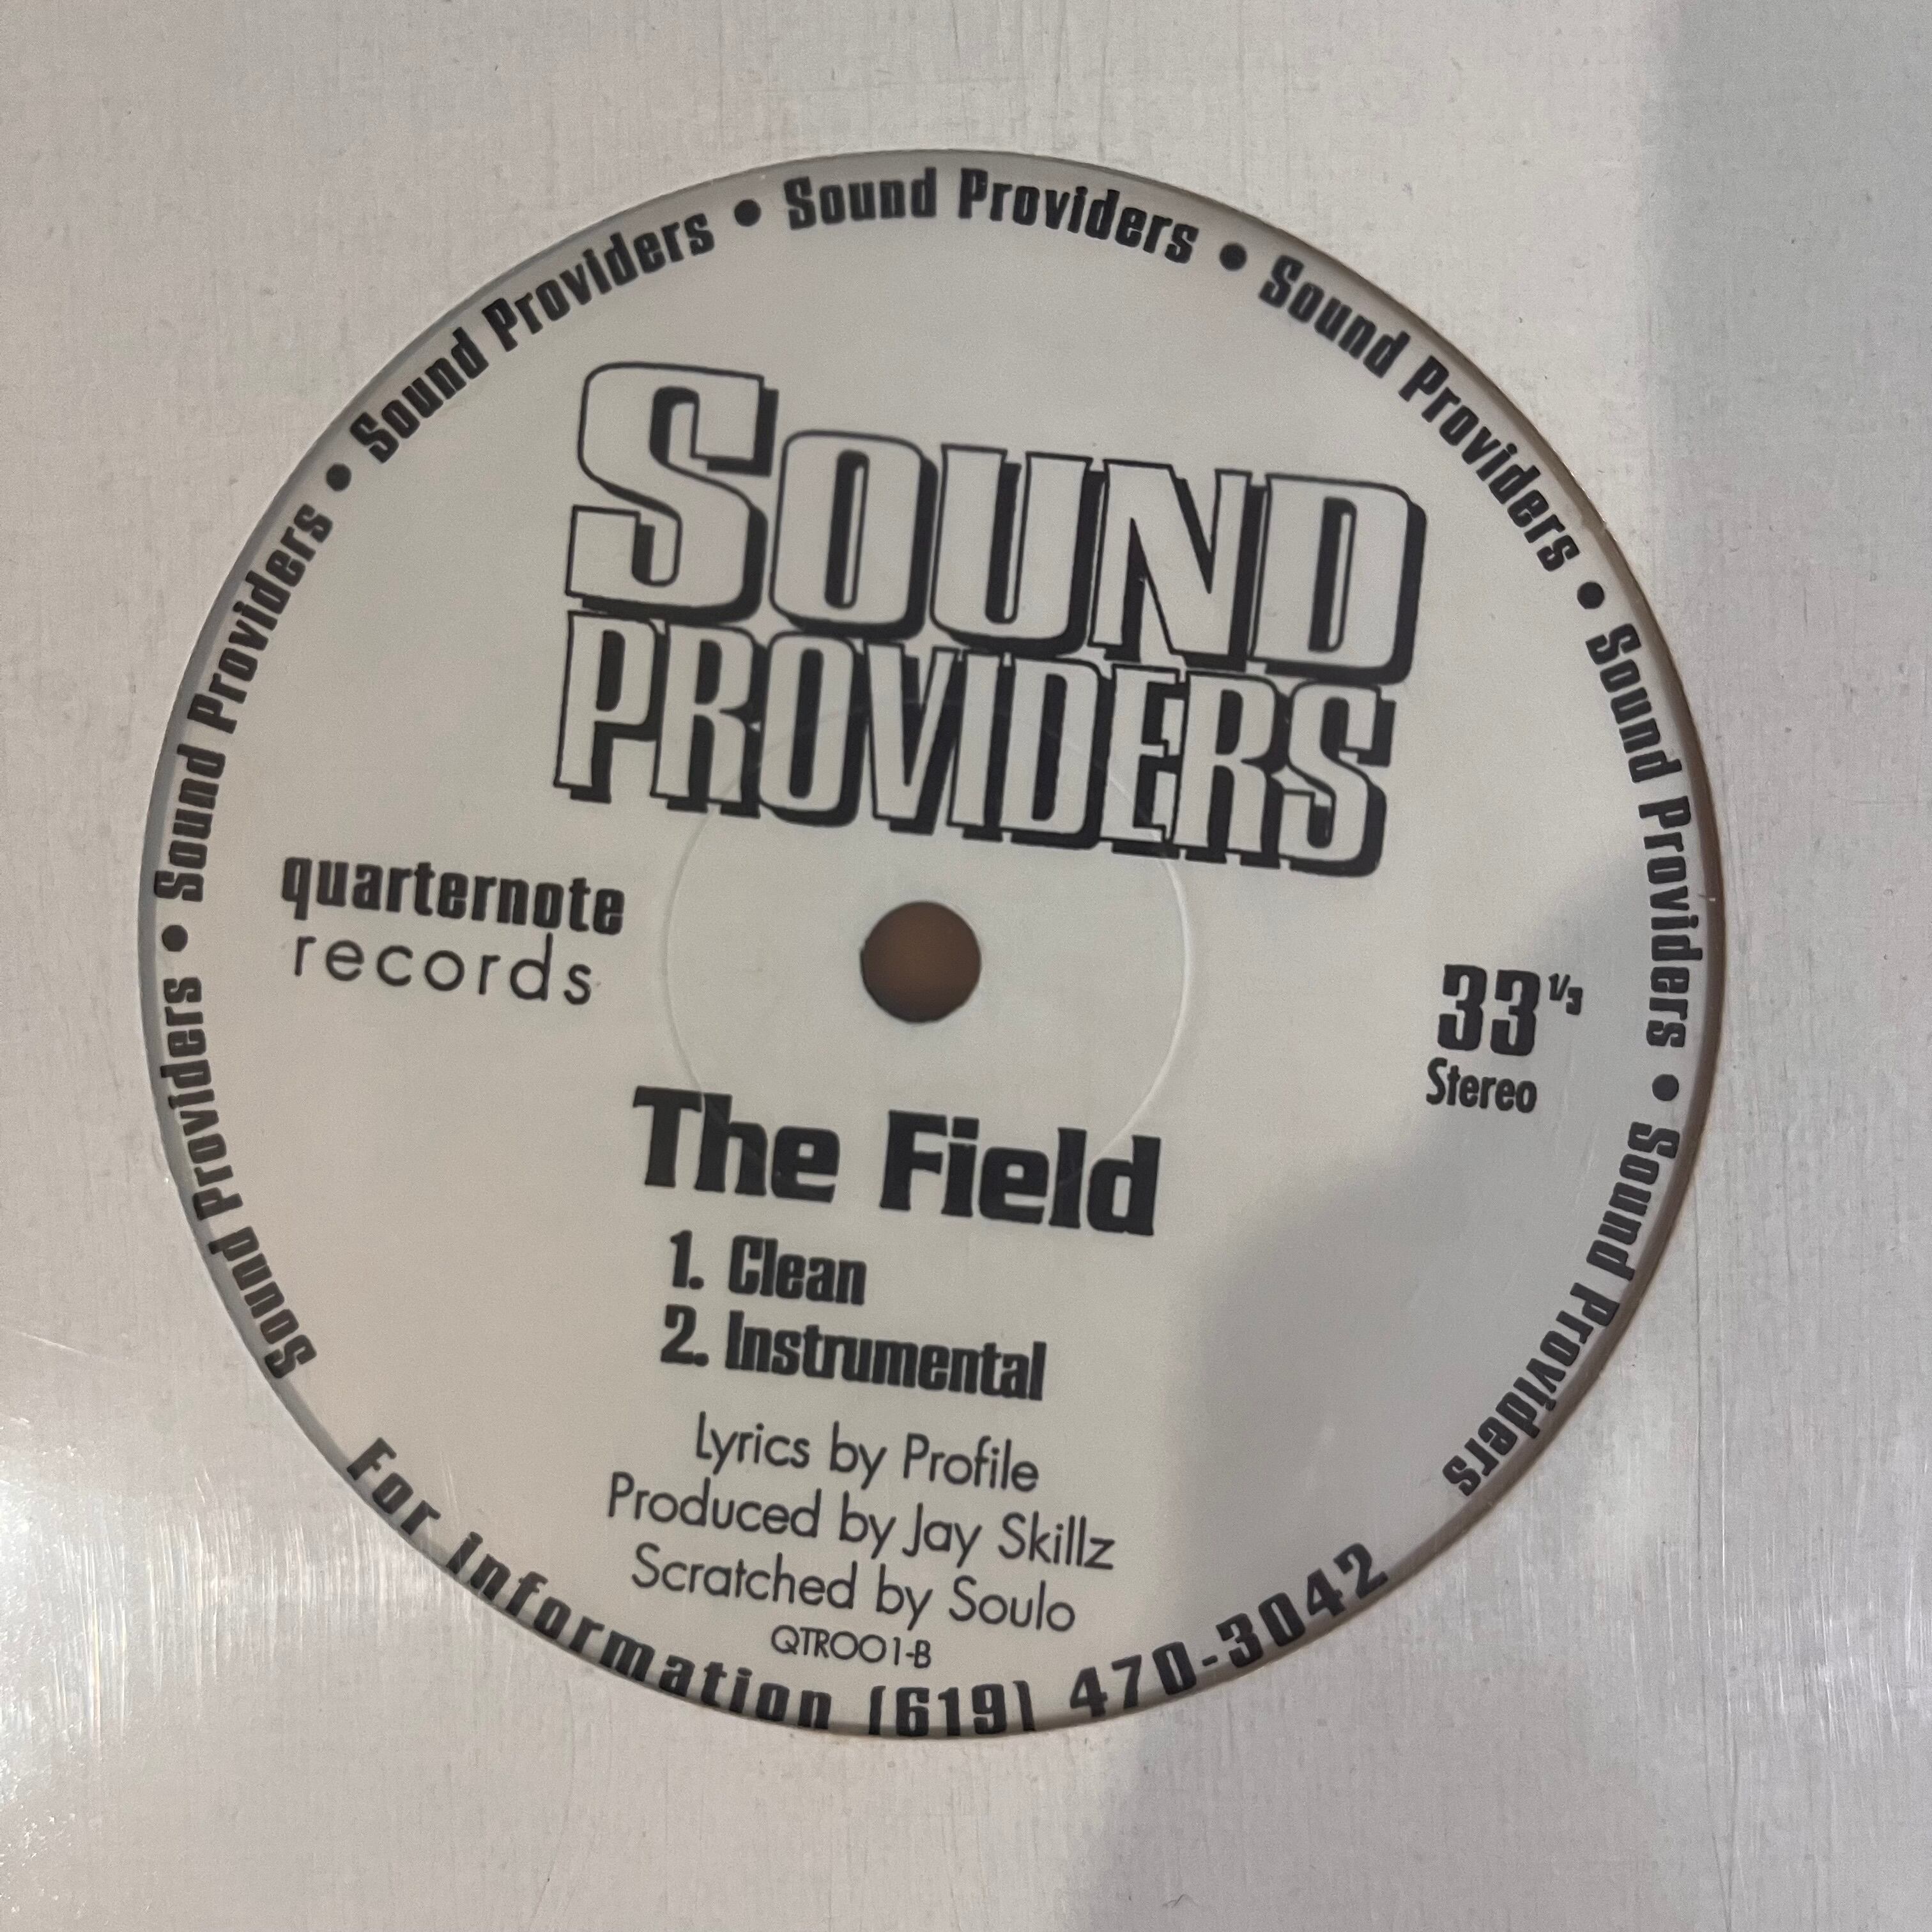 Sound Providers • Sound Providers • Sound Providers • Sound Providers • Sound Providers • Sound Providers • Sound Providers
SOUND
PROVIDERS
quarternote
records
33 1/3
Stereo
The Field
1. Clean
2. Instrumental
Lyrics by Profile
Produced by Jay Skillz
Scratched by Soulo
QTR001-B
For Information (619) 470-3042